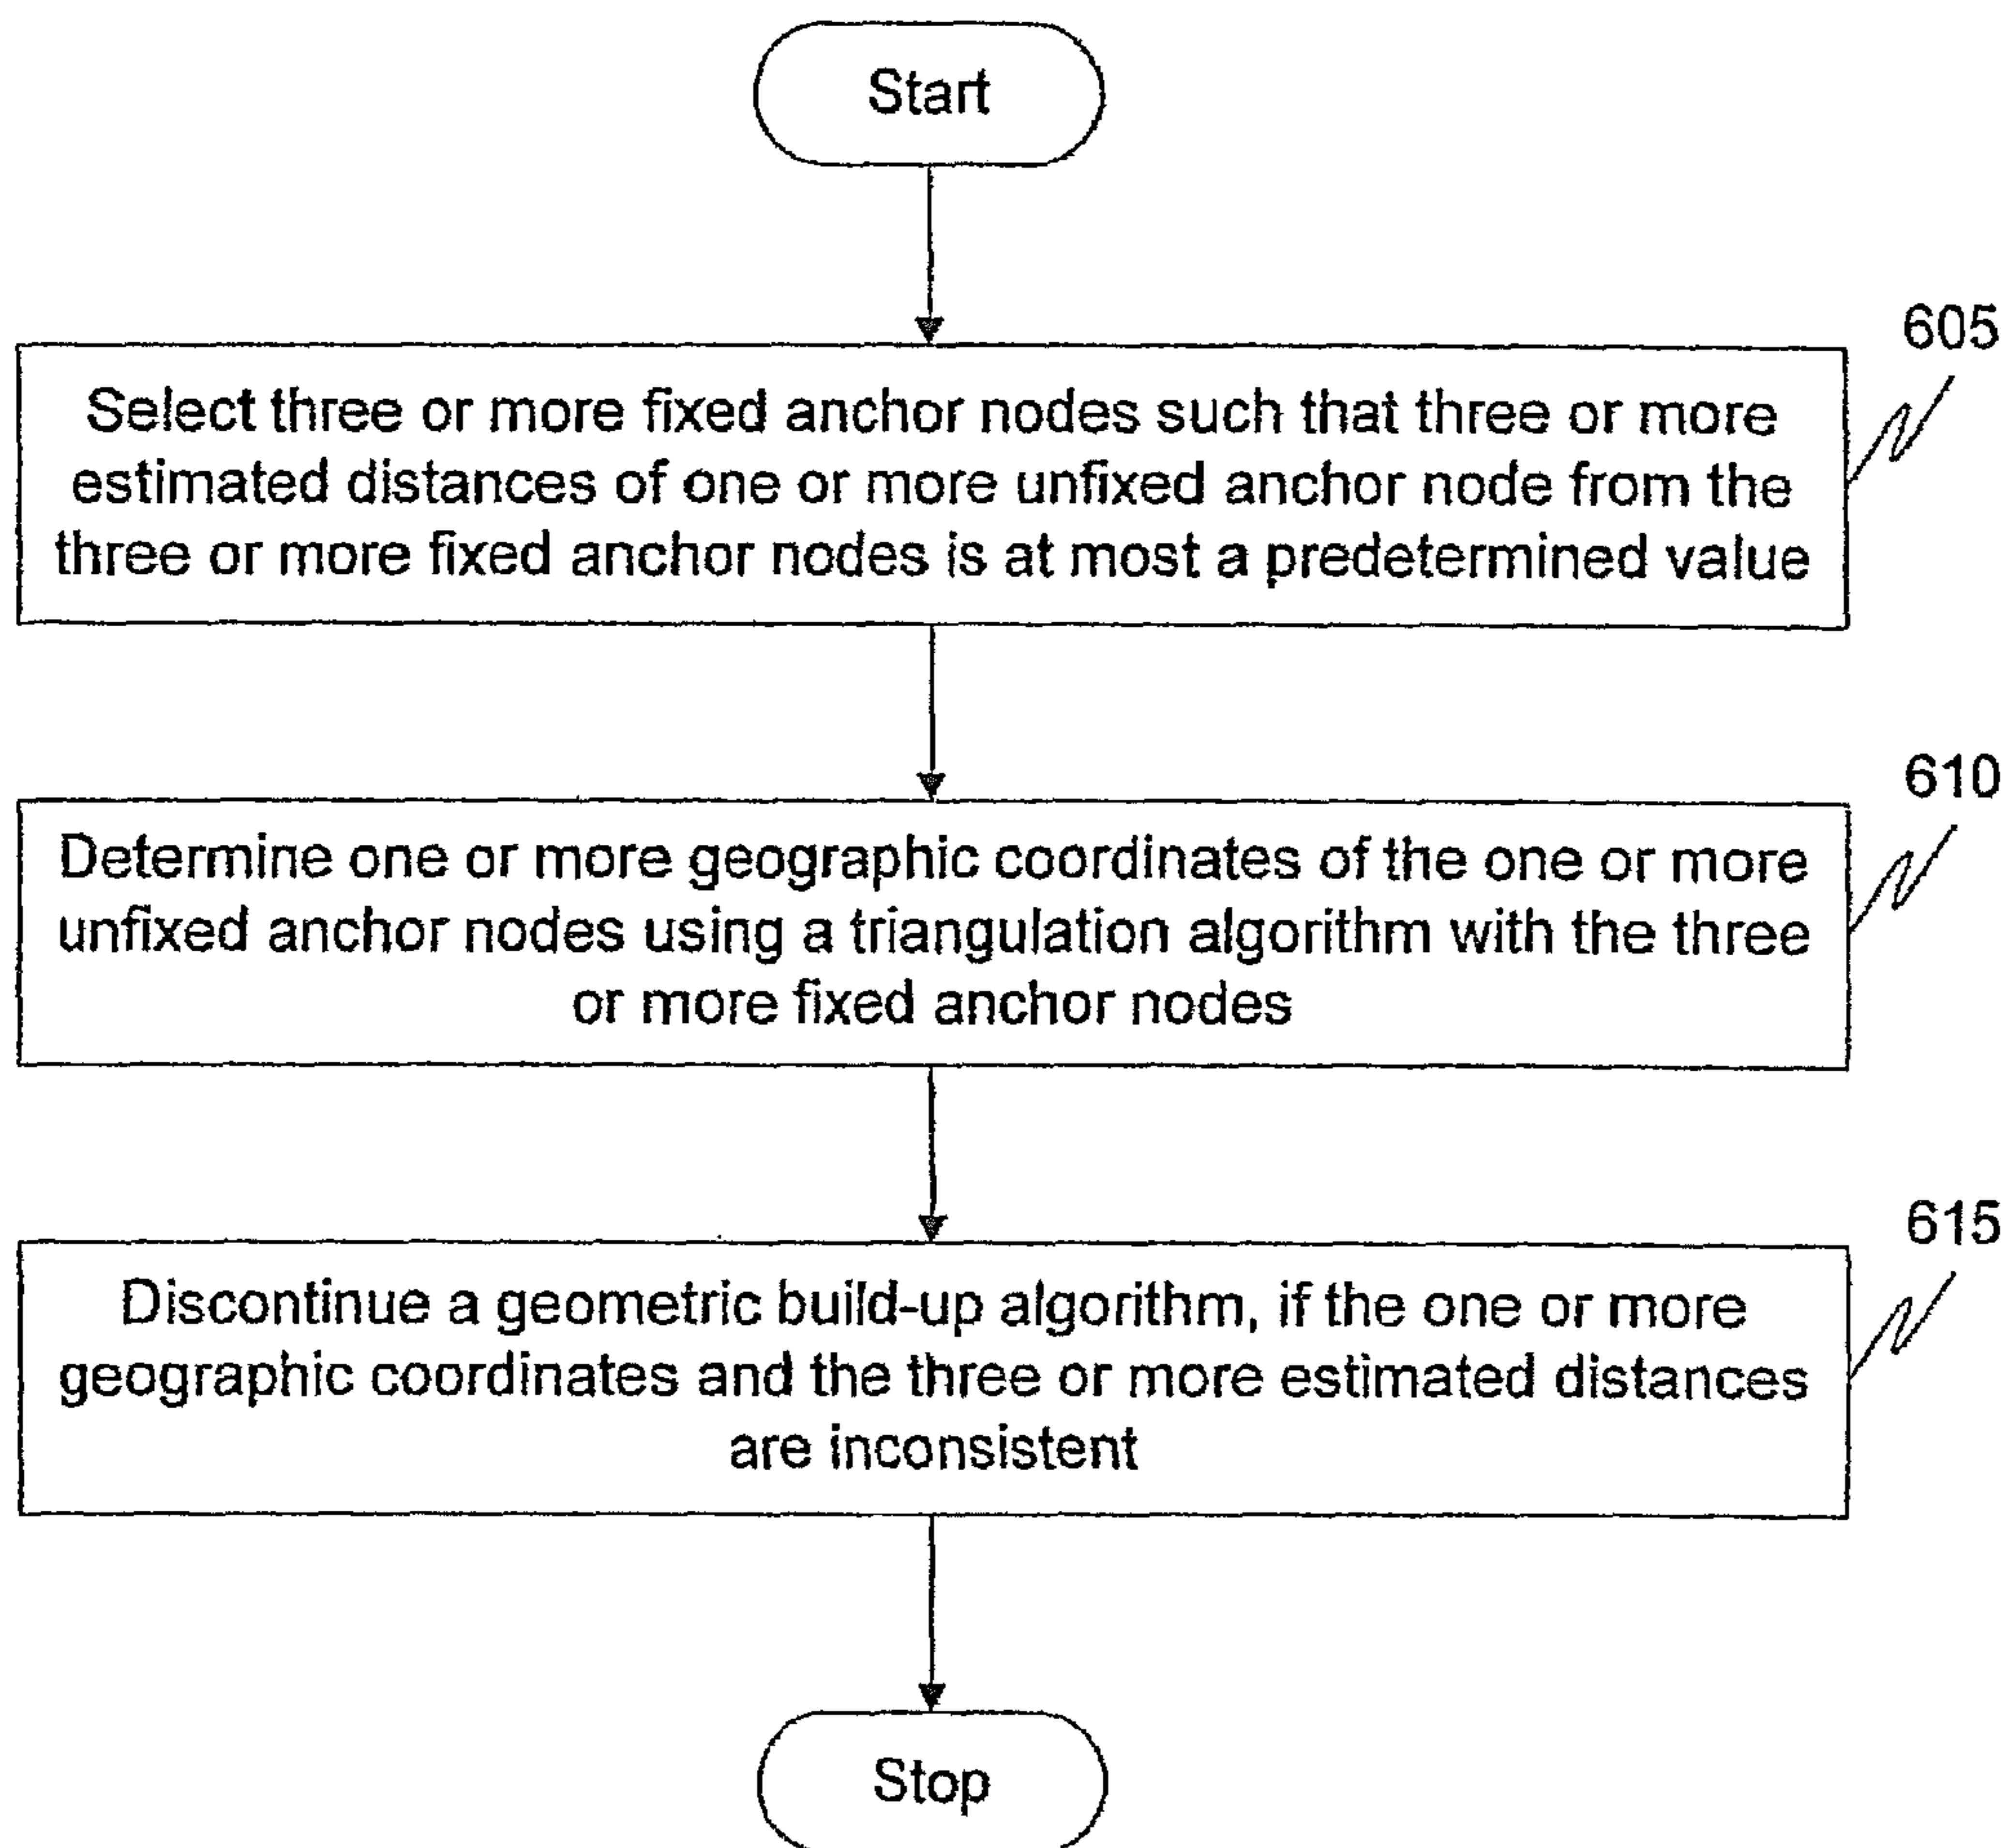 Start
605
Select three or more fixed anchor nodes such that three or more
estimated distances of one or more unfixed anchor node from the
three or more fixed anchor nodes is at most a predetermined value
610
Determine one or more geographic coordinates of the one or more
unfixed anchor nodes using a triangulation algorithm with the three
or more fixed anchor nodes
615
Discontinue a geometric build-up algorithm, if the one or more
geographic coordinates and the three or more estimated distances
are inconsistent
Stop